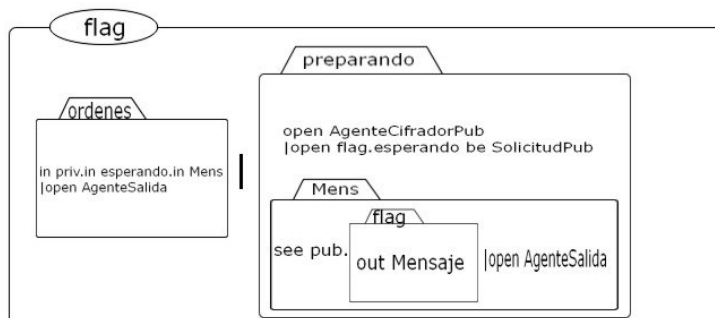 flag
ordenes
in priv.in esperando.in Mens
|open AgenteSalida
|
preparando
open AgenteCifradorPub
|open flag.esperando be SolicitudPub
Mens
see pub.
flag
out Mensaje
|open AgenteSalida